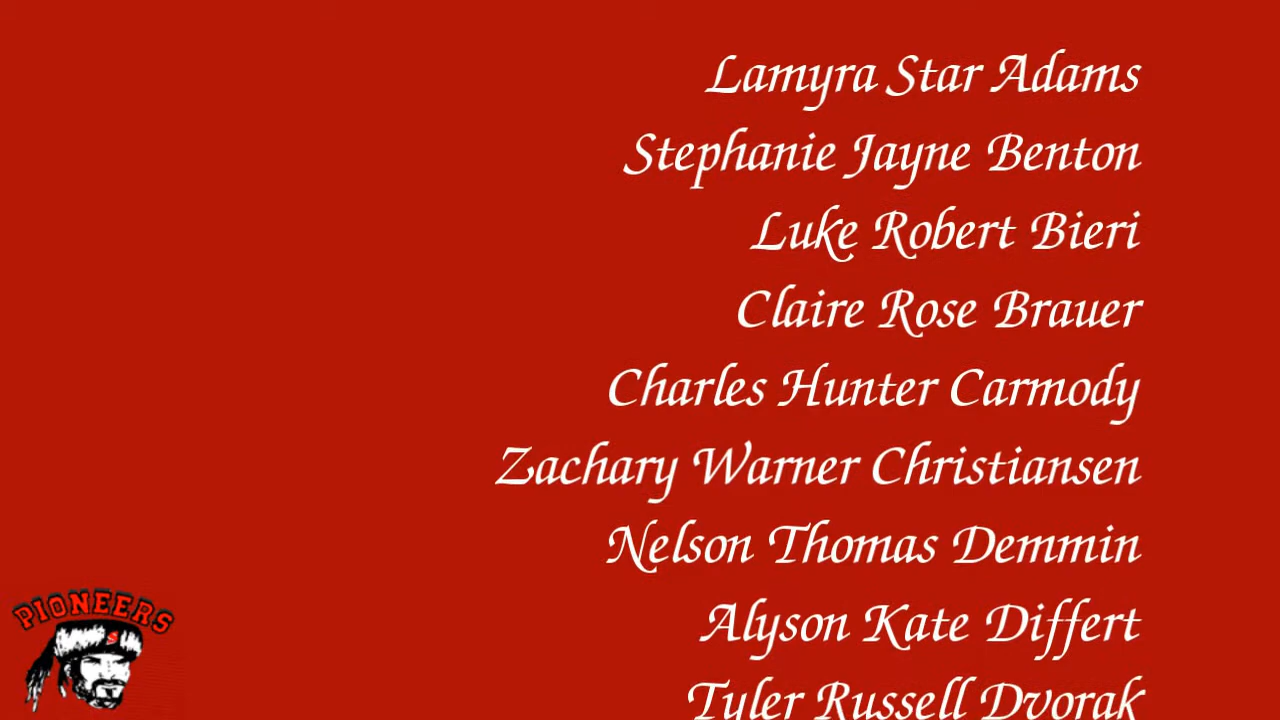 Lamyra Star Adams
Stephanie Jayne Benton
Luke Robert Bieri
Claire Rose Brauer
Charles Hunter Carmody
Zachary Warner Christiansen
Nelson Thomas Demmin
Alyson Kate Differt
Tyler Russell Dvorak
PIONEERS